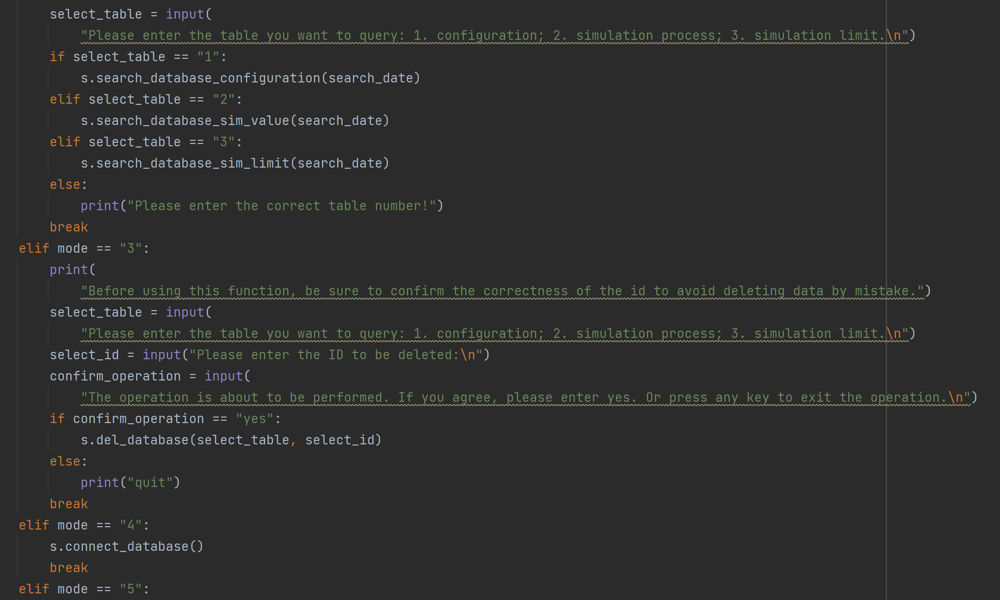 select_table = input(
"Please enter the table you want to query: 1. configuration; 2. simulation process; 3. simulation limit.\n")
if select_table == "1":
s.search_database_configuration(search_date)
elif select_table == "2":
s.search_database_sim_value(search_date)
elif select_table == "3":
s.search_database_sim_limit(search_date)
else:
print("Please enter the correct table number!")
break
elif mode == "3":
print(
"Before using this function, be sure to confirm the correctness of the id to avoid deleting data by mistake.")
select_table = input(
"Please enter the table you want to query: 1. configuration; 2. simulation process; 3. simulation limit.\n")
select_id = input("Please enter the ID to be deleted:\n")
confirm_operation = input(
"The operation is about to be performed. If you agree, please enter yes. Or press any key to exit the operation.\n")
if confirm_operation == "yes":
s.del_database(select_table, select_id)
else:
print("quit")
break
elif mode == "4":
s.connect_database()
break
elif mode == "5":